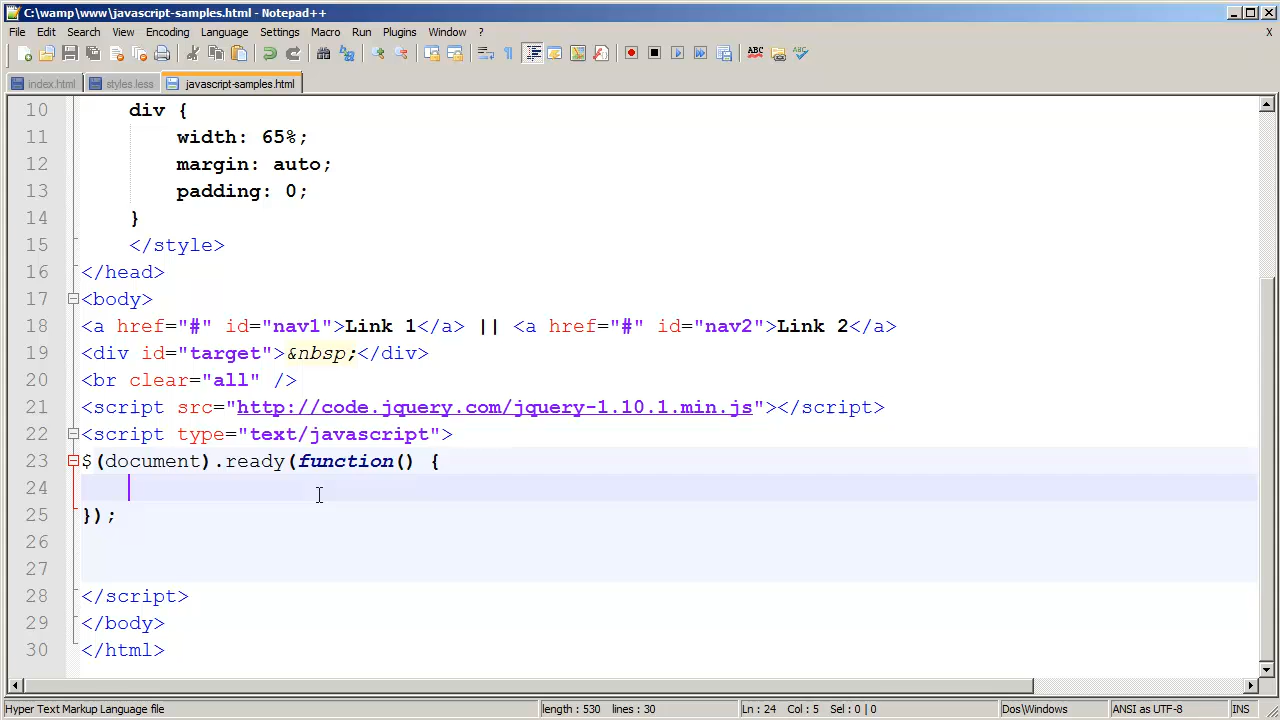 C:\wamp\www\javascript-samples.html - Notepad++
File Edit Search View Encoding Language Settings Macro Run Plugins Window ? X
ABC ABC
index.html styles.less javascript-samples.html
10 div {
11 width: 65%;
12 margin: auto;
13 padding: 0;
14 }
15 </style>
16 </head>
17 <body>
18 <a href="#" id="nav1">Link 1</a> || <a href="#" id="nav2">Link 2</a>
19 <div id="target">&nbsp;</div>
20 <br clear="all" />
21 <script src="http://code.jquery.com/jquery-1.10.1.min.js"></script>
22 <script type="text/javascript">
23 $(document).ready(function() {
24
25 });
26
27
28 </script>
29 </body>
30 </html>
Hyper Text Markup Language file length : 530 lines : 30 Ln : 24 Col : 5 Sel : 0 | 0 Dos\Windows ANSI as UTF-8 INS